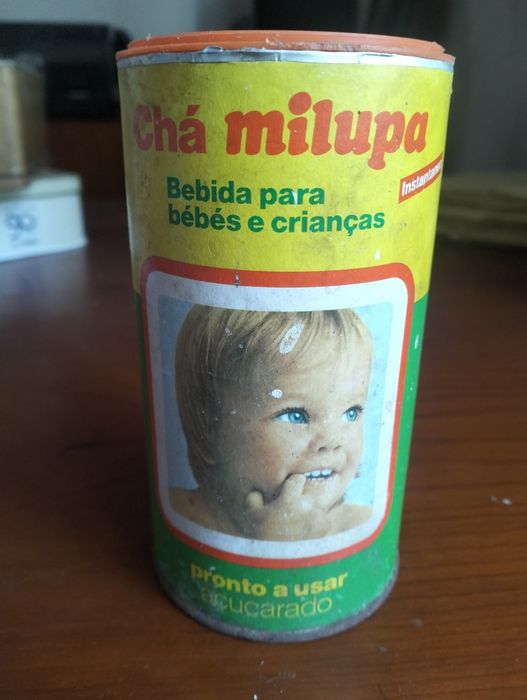 Chá milupa
Bebida para
bébés e crianças
pronto a usar
açucarado